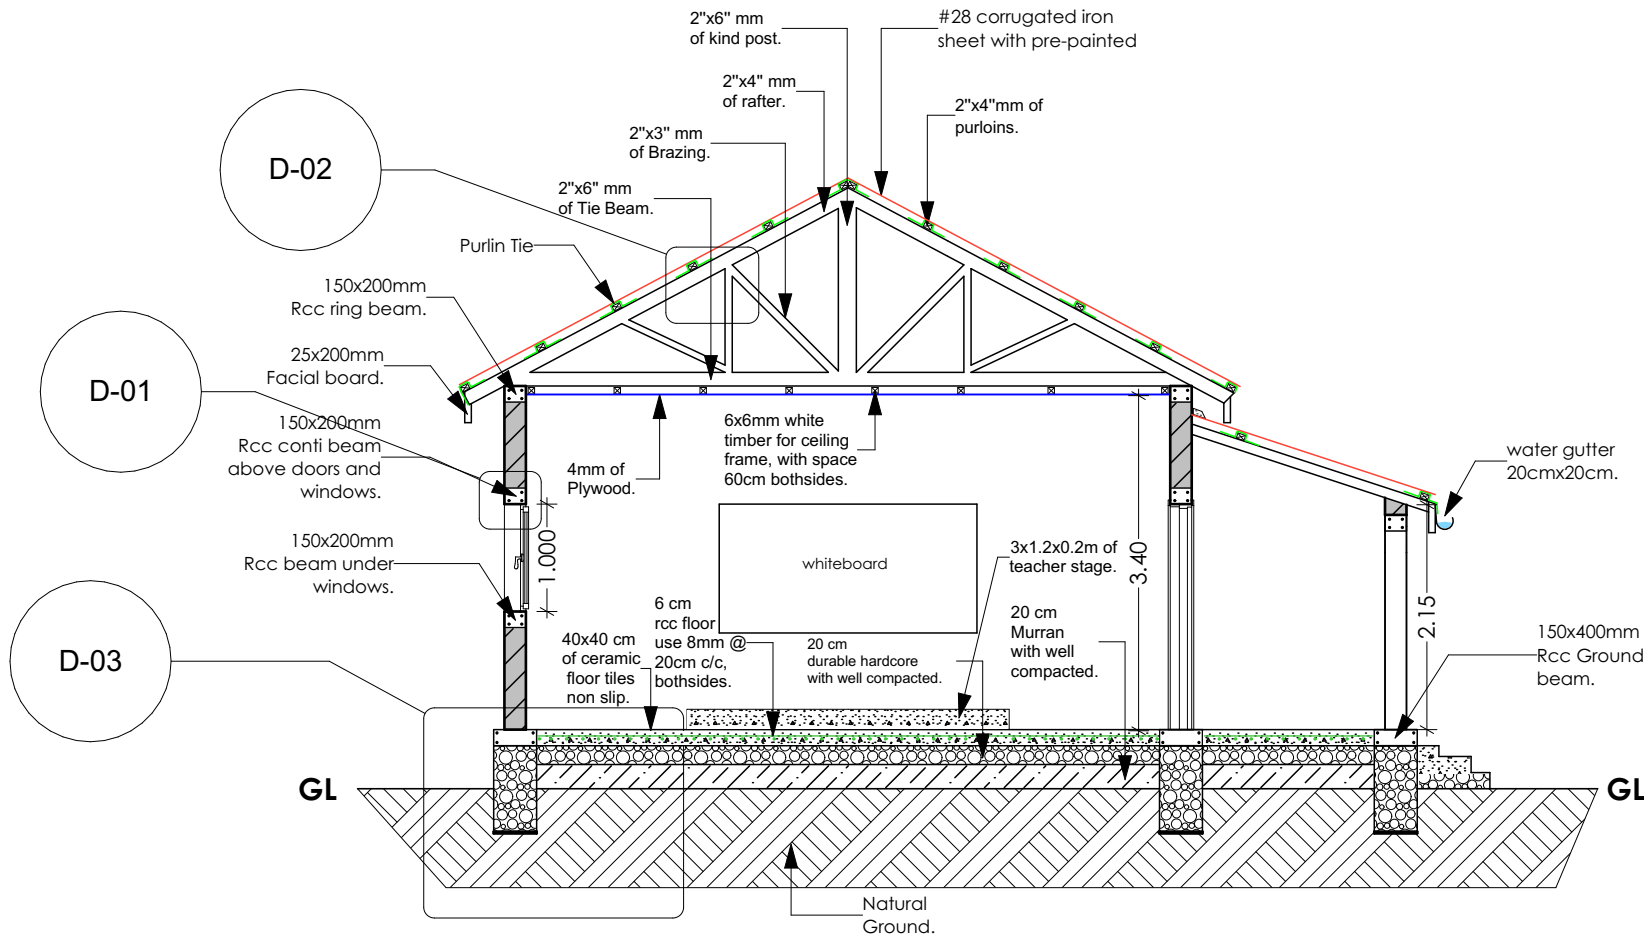 2"x6" mm
of kind post.
#28 corrugated iron
sheet with pre-painted
2"x4" mm
of rafter.
2"x4"mm of
purloins.
2"x3" mm
of Brazing.
D-02
2"x6" mm
of Tie Beam.
Purlin Tie
150x200mm
Rcc ring beam.
25x200mm
Facial board.
D-01
150x200mm
Rcc conti beam
above doors and
windows.
4mm of
Plywood.
6x6mm white
timber for ceiling
frame, with space
60cm bothsides.
water gutter
20cmx20cm.
150x200mm
Rcc beam under
windows.
1.000
whiteboard
3x1.2x0.2m of
teacher stage.
3.40
2.15
D-03
40x40 cm
of ceramic
floor tiles
non slip.
6 cm
rcc floor
use 8mm @
20cm c/c,
bothsides.
20 cm
durable hardcore
with well compacted.
20 cm
Murran
with well
compacted.
150x400mm
Rcc Ground
beam.
GL
GL
Natural
Ground.